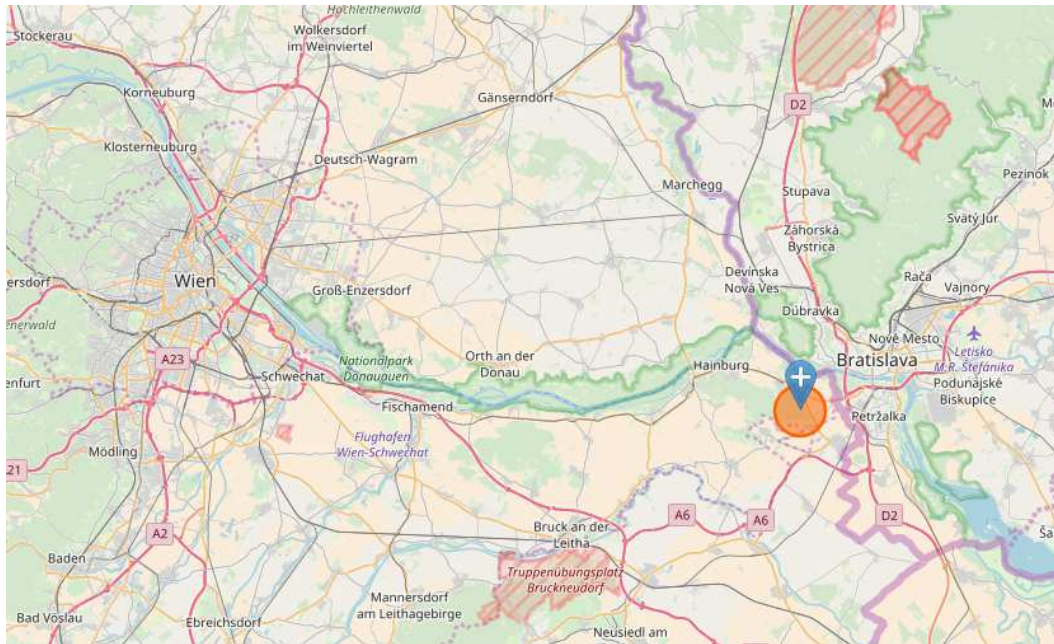 Hochleithenwald
Stockerau
Wolkersdorf
im Weinviertel
Korneuburg
Gänserndorf
D2
Klosterneuburg
Deutsch-Wagram
Pezinok
Marchegg
Stupava
Svätý Jur
Záhorská
Bystrica
Wien
Devínska
Nová Ves
Rača
Vajnory
ersdorf
Groß-Enzersdorf
Dúbravka
enerwald
Nové Mesto
A23
Nationalpark
Donauauen
Orth an der
Donau
Hainburg
Bratislava
Letisko
M.R. Štefánika
enfurt
Schwechat
Podunajské
Biskupice
Fischamend
Petržalka
Flughafen
Wien-Schwechat
Mödling
A21
A6
A6
D2
A2
Bruck an der
Leitha
Baden
Truppenübungsplatz
Bruckneudorf
Mannersdorf
am Leithagebirge
Bad Vöslau
Ebreichsdorf
Neusiedl am